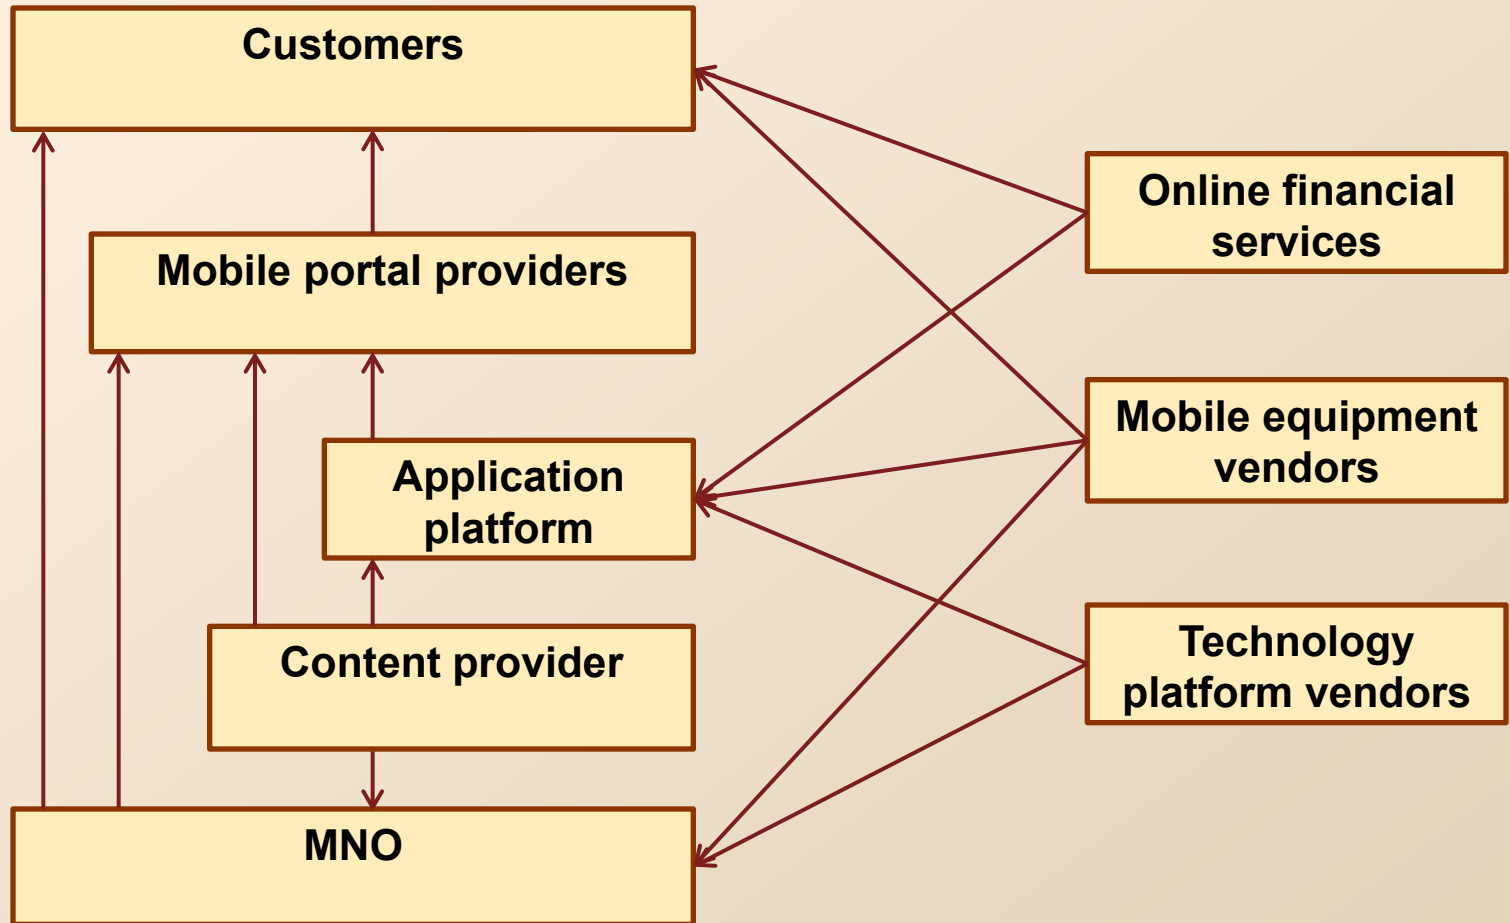 Customers
Mobile portal providers
Application
platform
Content provider
MNO
Online financial
services
Mobile equipment
vendors
Technology
platform vendors